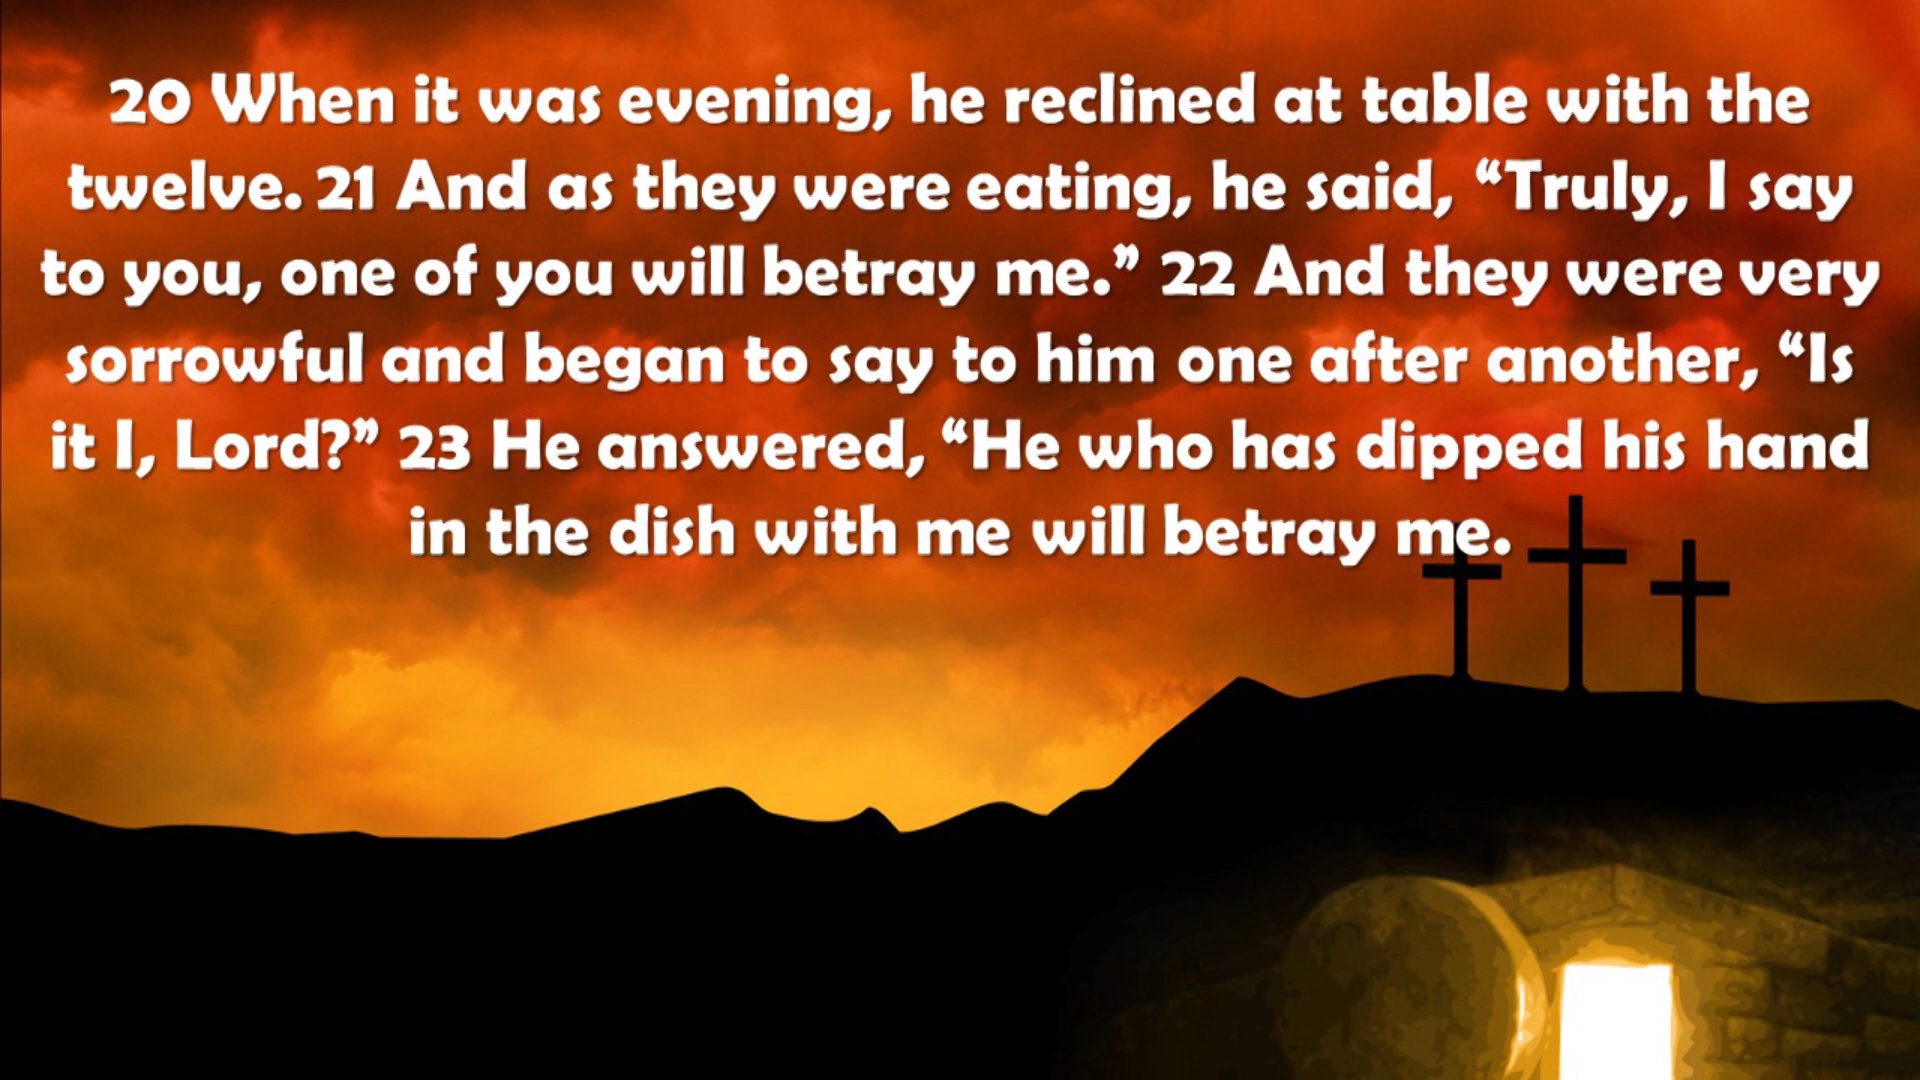 20 When it was evening, he reclined at table with the
twelve. 21 And as they were eating, he said, “Truly, I say
to you, one of you will betray me.” 22 And they were very
sorrowful and began to say to him one after another, “Is
it I, Lord?” 23 He answered, “He who has dipped his hand
in the dish with me will betray me.